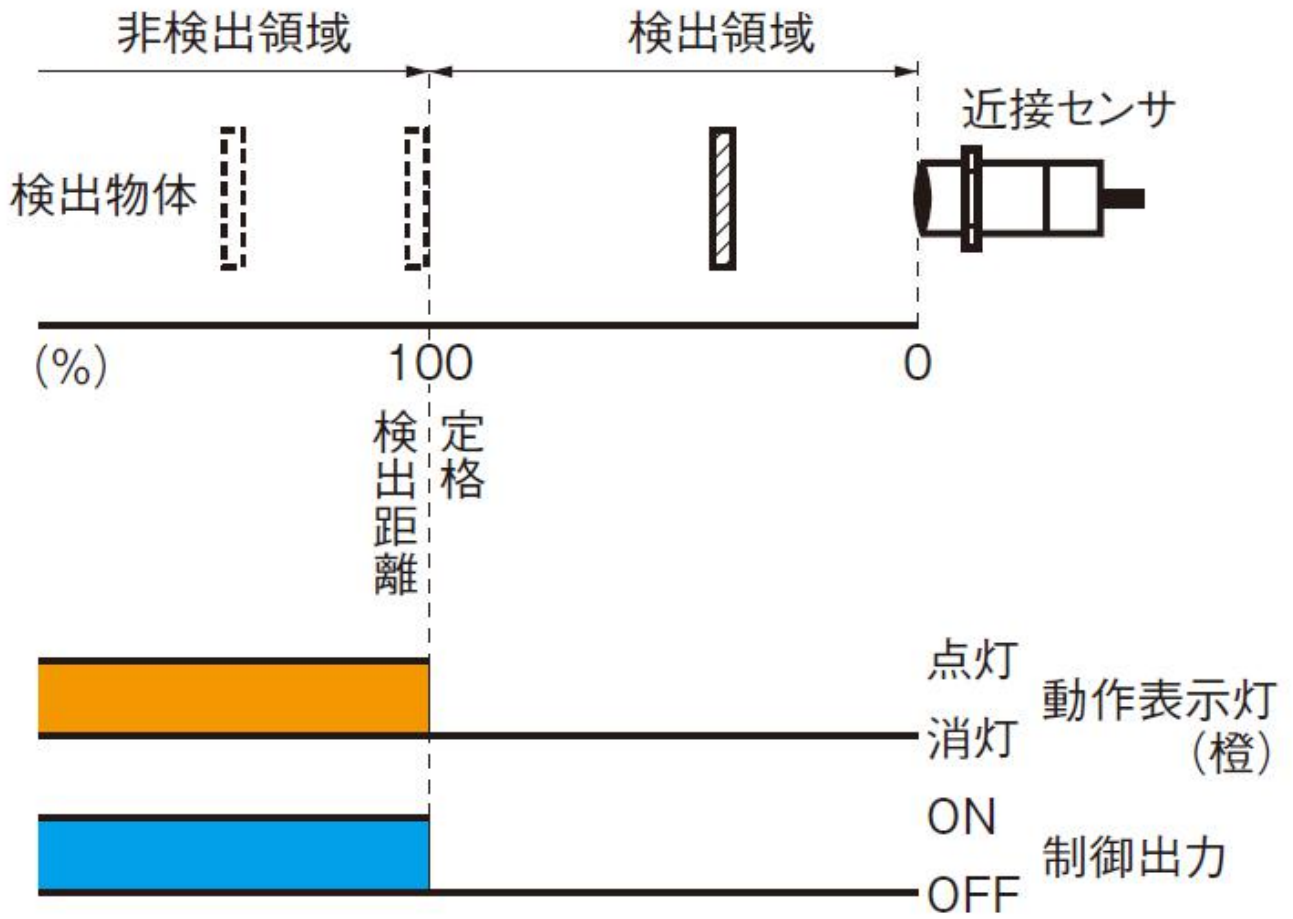 非検出領域
検出領域
近接センサ
検出物体
(%)
100
0
定格
検出距離
点灯
消灯
動作表示灯
(橙)
ON
OFF
制御出力